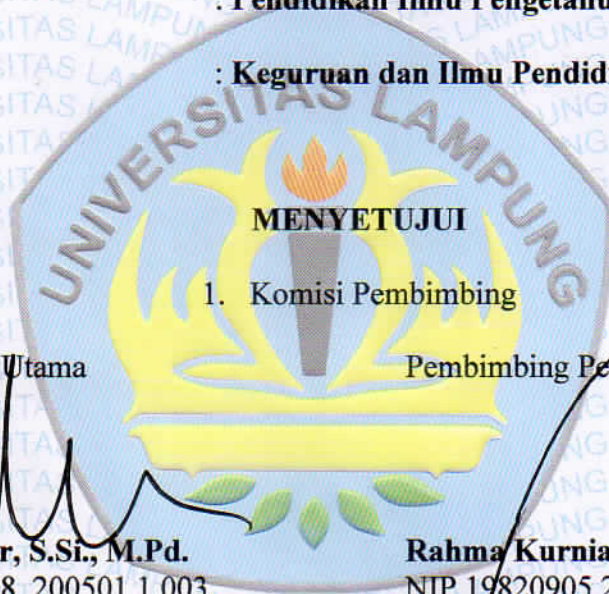 : Pendidikan Ilmu Pengetahu
: Keguruan dan Ilmu Pendid
UNIVERSITAS LAMPUNG
MENYETUJUI
1. Komisi Pembimbing
Utama
Pembimbing Pe
r, S.Si., M.Pd.
Rahma Kurnia
8 200501 1 003
NIP 19820905 2